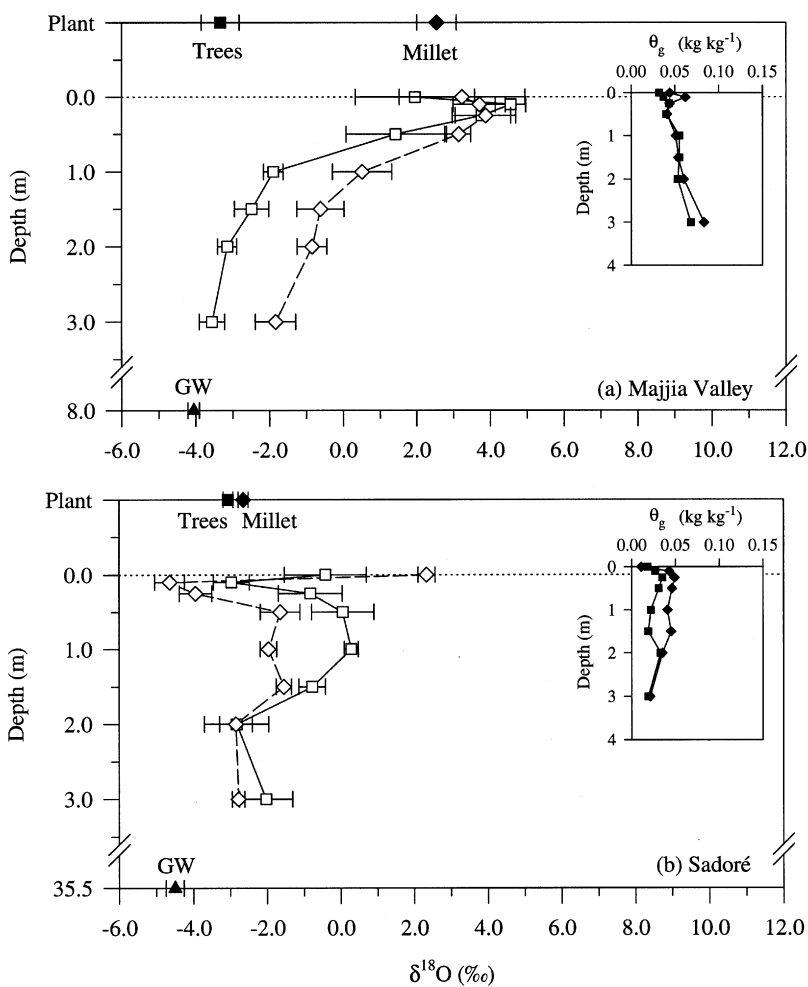 Plant
Trees
Millet
θg (kg kg⁻¹)
0.00 0.05 0.10 0.15
0
1
2
3
4
Depth (m)
0.0
1.0
2.0
3.0
8.0
Depth (m)
GW
(a) Majjia Valley
-6.0 -4.0 -2.0 0.0 2.0 4.0 6.0 8.0 10.0 12.0
Plant
Trees Millet
θg (kg kg⁻¹)
0.00 0.05 0.10 0.15
0
1
2
3
4
Depth (m)
0.0
1.0
2.0
3.0
35.5
Depth (m)
GW
(b) Sadoré
-6.0 -4.0 -2.0 0.0 2.0 4.0 6.0 8.0 10.0 12.0
δ¹⁸O (‰)